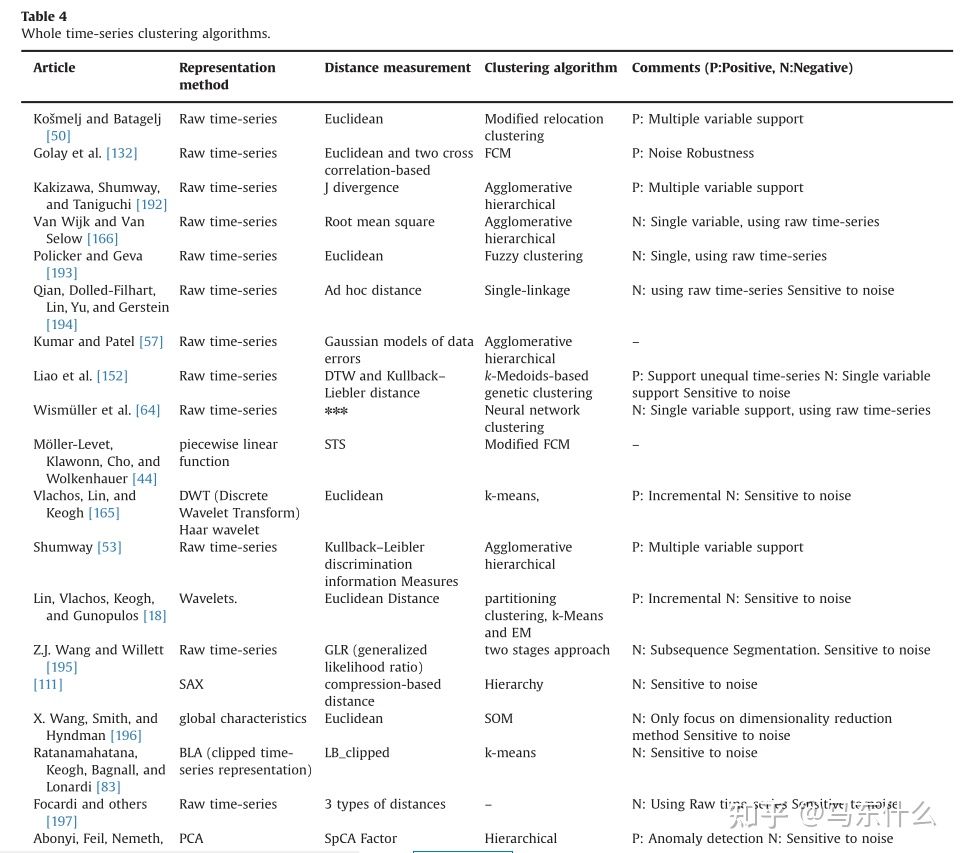 Table 4
Whole time-series clustering algorithms.
Article Representation method Distance measurement Clustering algorithm Comments (P:Positive, N:Negative)
Košmelj and Batagelj [50] Raw time-series Euclidean Modified relocation clustering P: Multiple variable support
Golay et al. [132] Raw time-series Euclidean and two cross correlation-based FCM P: Noise Robustness
Kakizawa, Shumway, and Taniguchi [192] Raw time-series J divergence Agglomerative hierarchical P: Multiple variable support
Van Wijk and Van Selow [166] Raw time-series Root mean square Agglomerative hierarchical N: Single variable, using raw time-series
Policker and Geva [193] Raw time-series Euclidean Fuzzy clustering N: Single, using raw time-series
Qian, Dolled-Filhart, Lin, Yu, and Gerstein [194] Raw time-series Ad hoc distance Single-linkage N: using raw time-series Sensitive to noise
Kumar and Patel [57] Raw time-series Gaussian models of data errors Agglomerative hierarchical –
Liao et al. [152] Raw time-series DTW and Kullback–Liebler distance k-Medoids-based genetic clustering P: Support unequal time-series N: Single variable support Sensitive to noise
Wismüller et al. [64] Raw time-series *** Neural network clustering N: Single variable support, using raw time-series
Möller-Levet, Klawonn, Cho, and Wolkenhauer [44] piecewise linear function STS Modified FCM –
Vlachos, Lin, and Keogh [165] DWT (Discrete Wavelet Transform) Haar wavelet Euclidean k-means, P: Incremental N: Sensitive to noise
Shumway [53] Raw time-series Kullback–Leibler discrimination information Measures Agglomerative hierarchical P: Multiple variable support
Lin, Vlachos, Keogh, and Gunopulos [18] Wavelets. Euclidean Distance partitioning clustering, k-Means and EM P: Incremental N: Sensitive to noise
Z.J. Wang and Willett [195] Raw time-series GLR (generalized likelihood ratio) two stages approach N: Subsequence Segmentation. Sensitive to noise
[111] SAX compression-based distance Hierarchy N: Sensitive to noise
X. Wang, Smith, and Hyndman [196] global characteristics Euclidean SOM N: Only focus on dimensionality reduction method Sensitive to noise
Ratanamahatana, Keogh, Bagnall, and Lonardi [83] BLA (clipped time-series representation) LB_clipped k-means N: Sensitive to noise
Focardi and others [197] Raw time-series 3 types of distances – N: Using Raw time-series Sensitive to noise
Abonyi, Feil, Nemeth, PCA SpCA Factor Hierarchical P: Anomaly detection N: Sensitive to noise
知乎 @马东什么